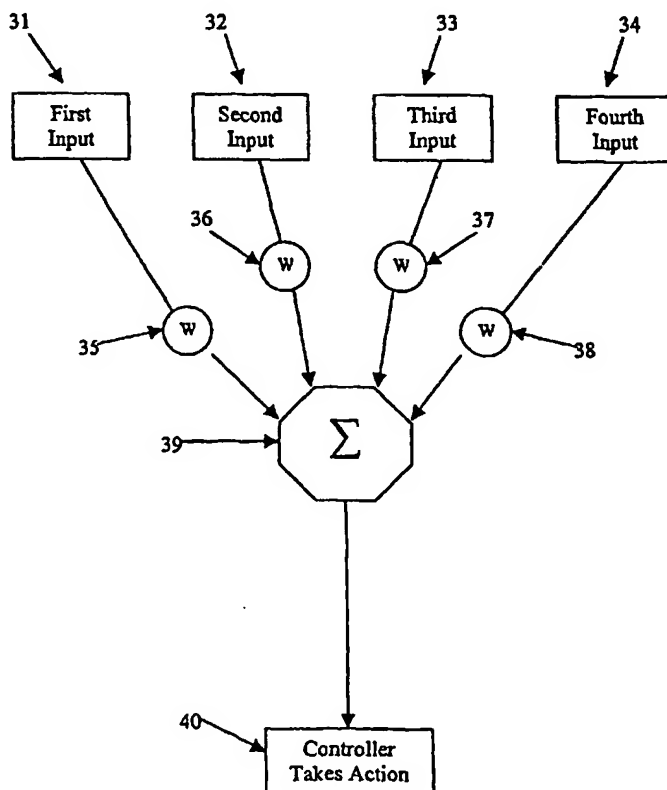 31
32
33
34
First
Input
Second
Input
Third
Input
Fourth
Input
36
W
W
37
35
W
W
38
39
Σ
40
Controller
Takes Action